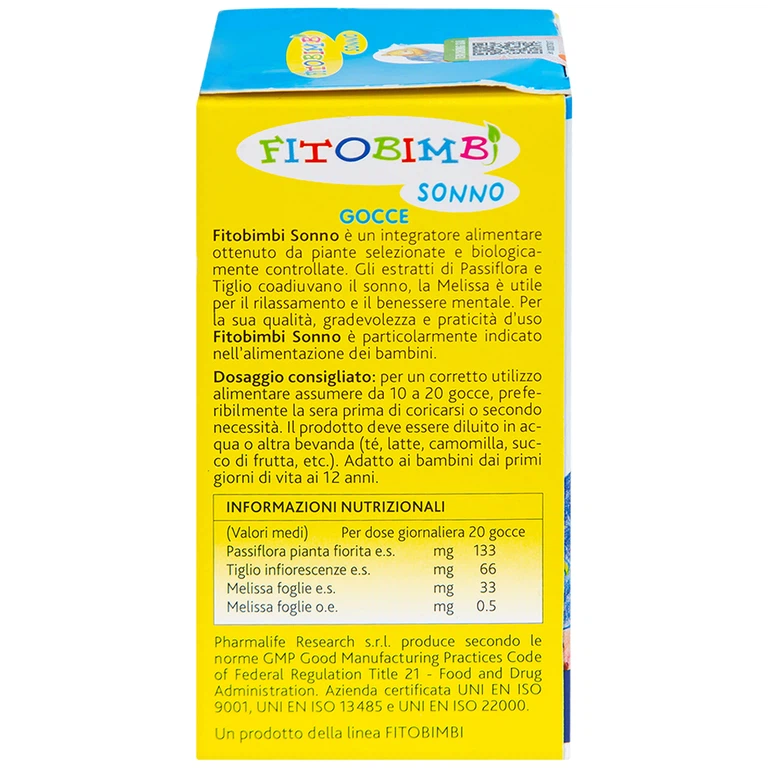 FITOBIMBI
SONNO
FITOBIMBI
SONNO
GOCCE
Fitobimbi Sonno è un integratore alimentare
ottenuto da piante selezionate e biologica-
mente controllate. Gli estratti di Passiflora e
Tiglio coadiuvano il sonno, la Melissa è utile
per il rilassamento e il benessere mentale. Per
la sua qualità, gradevolezza e praticità d'uso
Fitobimbi Sonno è particolarmente indicato
nell'alimentazione dei bambini.
Dosaggio consigliato: per un corretto utilizzo
alimentare assumere da 10 a 20 gocce, prefe-
ribilmente la sera prima di coricarsi o secondo
necessità. Il prodotto deve essere diluito in ac-
qua o altra bevanda (té, latte, camomilla, suc-
co di frutta, etc.). Adatto ai bambini dai primi
giorni di vita ai 12 anni.
INFORMAZIONI NUTRIZIONALI
(Valori medi) Per dose giornaliera 20 gocce
Passiflora pianta fiorita e.s. mg 133
Tiglio infiorescenze e.s. mg 66
Melissa foglie e.s. mg 33
Melissa foglie o.e. mg 0.5
Pharmalife Research s.r.l. produce secondo le
norme GMP Good Manufacturing Practices Code
of Federal Regulation Title 21 - Food and Drug
Administration. Azienda certificata UNI EN ISO
9001, UNI EN ISO 13485 e UNI EN ISO 22000.
Un prodotto della linea FITOBIMBI